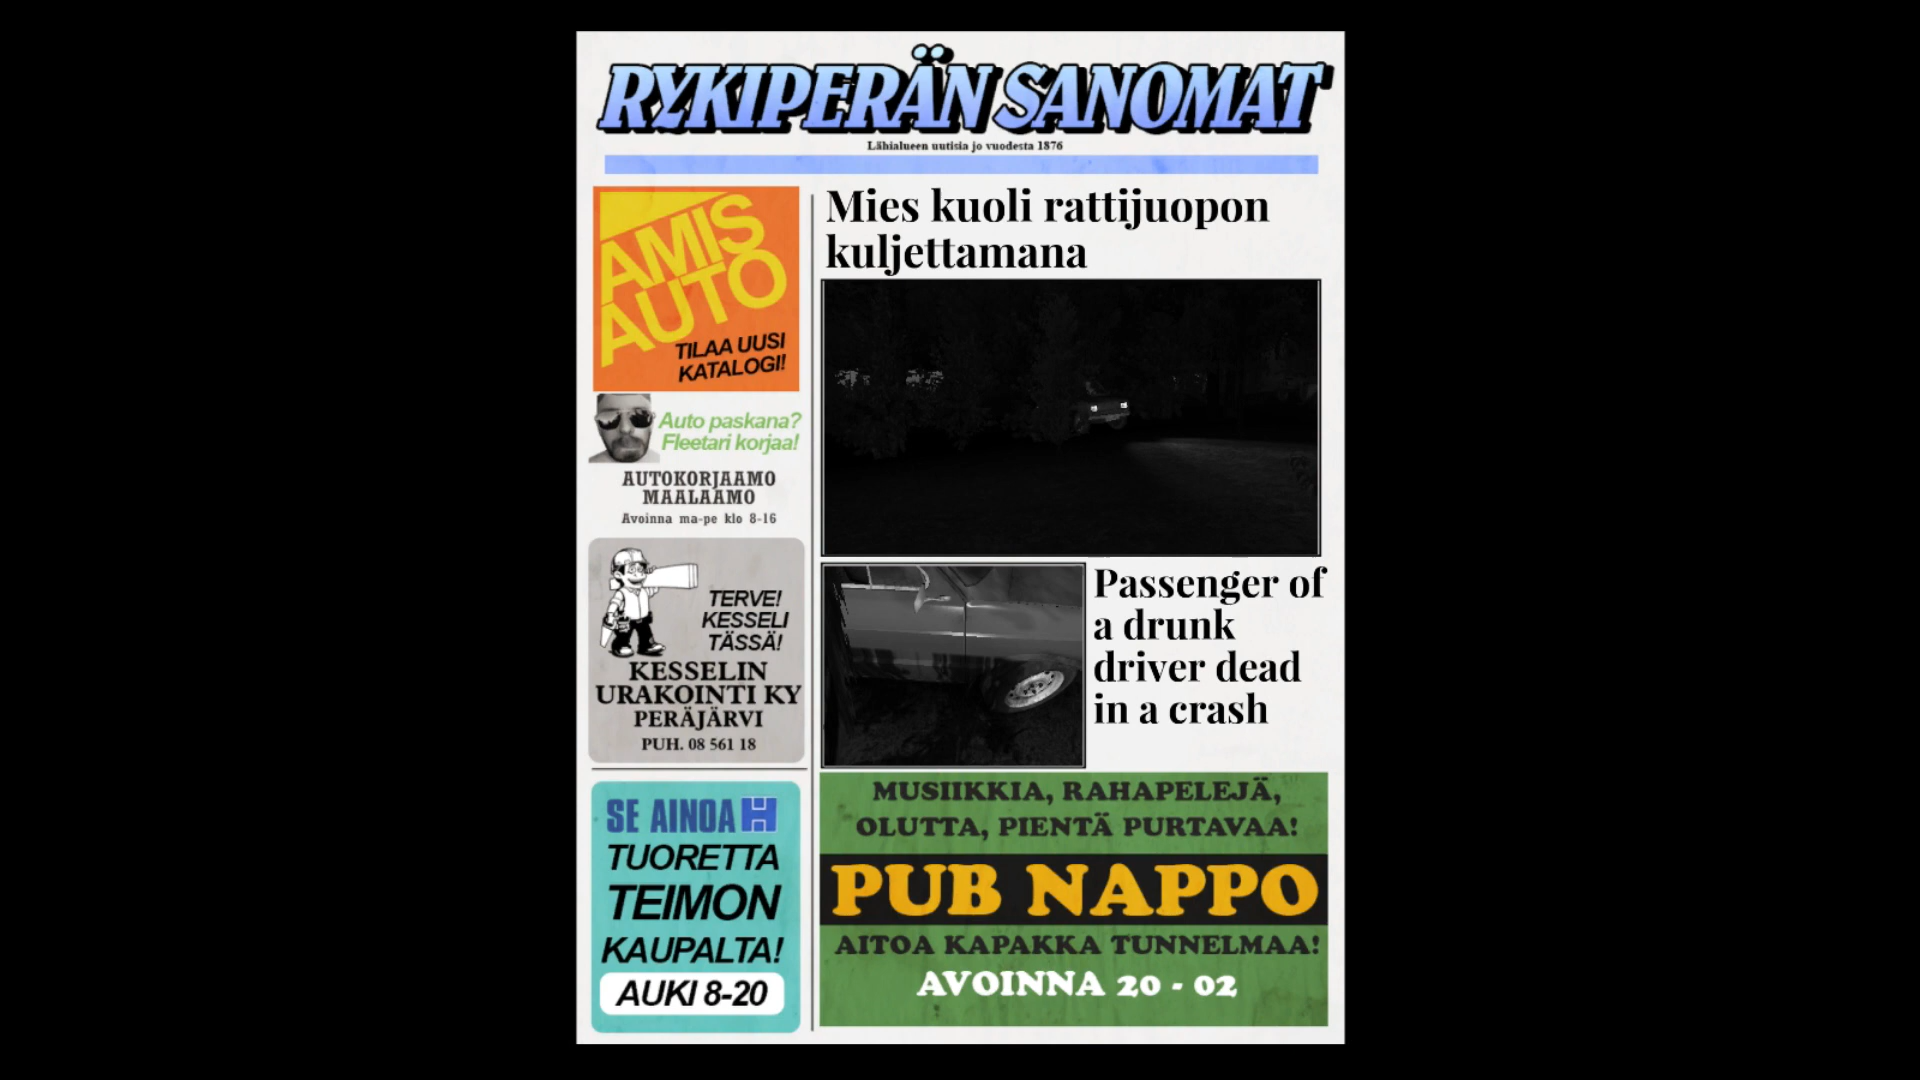 RYKIPERÄN SANOMAT
Lähialueen uutisia jo vuodesta 1876
AMIS
AUTO
TILAA UUSI
KATALOGI!
Auto paskana?
Fleetari korjaa!
AUTOKORJAAMO
MAALAAMO
Avoinna ma-pe klo 8-16
TERVE!
KESSELI
TÄSSÄ!
KESSELIN
URAKOINTI KY
PERÄJÄRVI
PUH. 08 561 18
SE AINOA H
TUORETTA
TEIMON
KAUPALTA!
AUKI 8-20
Mies kuoli rattijuopon
kuljettamana
Passenger of
a drunk
driver dead
in a crash
MUSIIKKIA, RAHAPELEJÄ,
OLUTTA, PIENTÄ PURTAVAA!
PUB NAPPO
AITOA KAPAKKA TUNNELMAA!
AVOINNA 20 - 02